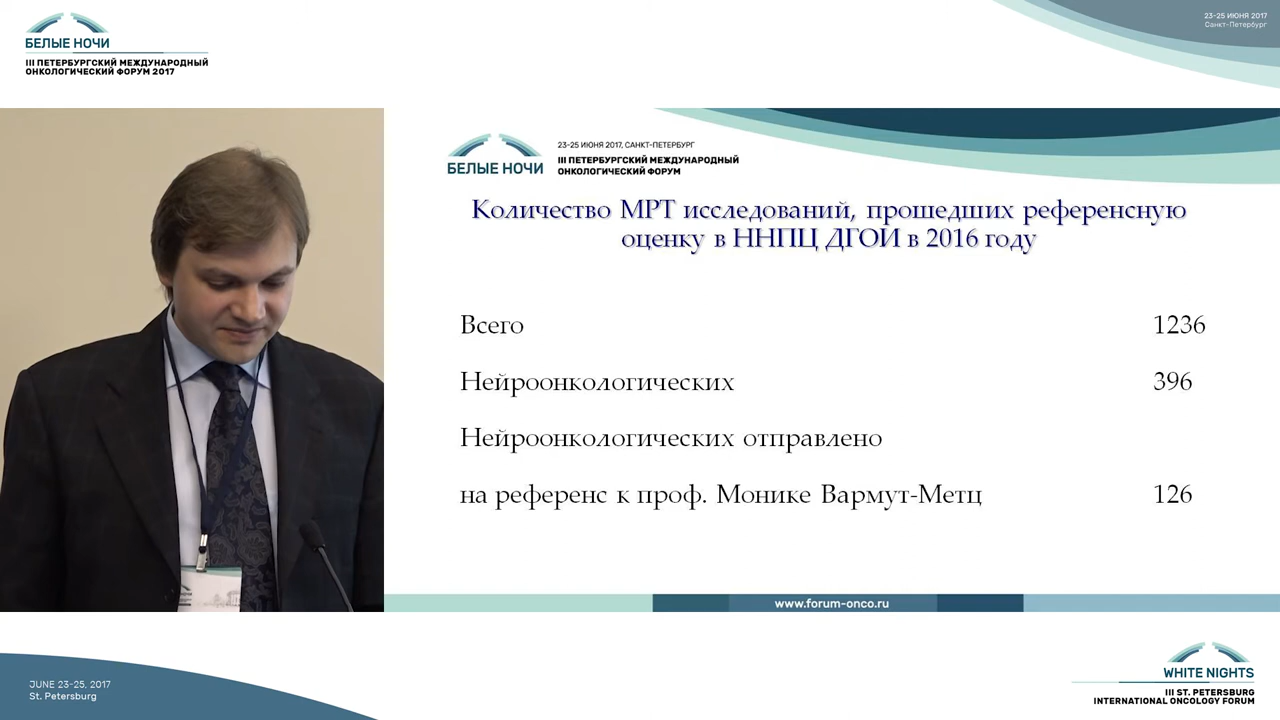 БЕЛЫЕ НОЧИ
III ПЕТЕРБУРГСКИЙ МЕЖДУНАРОДНЫЙ
ОНКОЛОГИЧЕСКИЙ ФОРУМ 2017
23-25 ИЮНЯ 2017
Санкт-Петербург
БЕЛЫЕ НОЧИ
23-25 ИЮНЯ 2017, САНКТ-ПЕТЕРБУРГ
III ПЕТЕРБУРГСКИЙ МЕЖДУНАРОДНЫЙ
ОНКОЛОГИЧЕСКИЙ ФОРУМ
Количество МРТ исследований, прошедших референсную
оценку в ННПЦ ДГОИ в 2016 году
Всего 1236
Нейроонкологических 396
Нейроонкологических отправлено
на референс к проф. Монике Вармут-Метц 126
www.forum-onco.ru
JUNE 23-25, 2017
St. Petersburg
WHITE NIGHTS
III ST. PETERSBURG
INTERNATIONAL ONCOLOGY FORUM